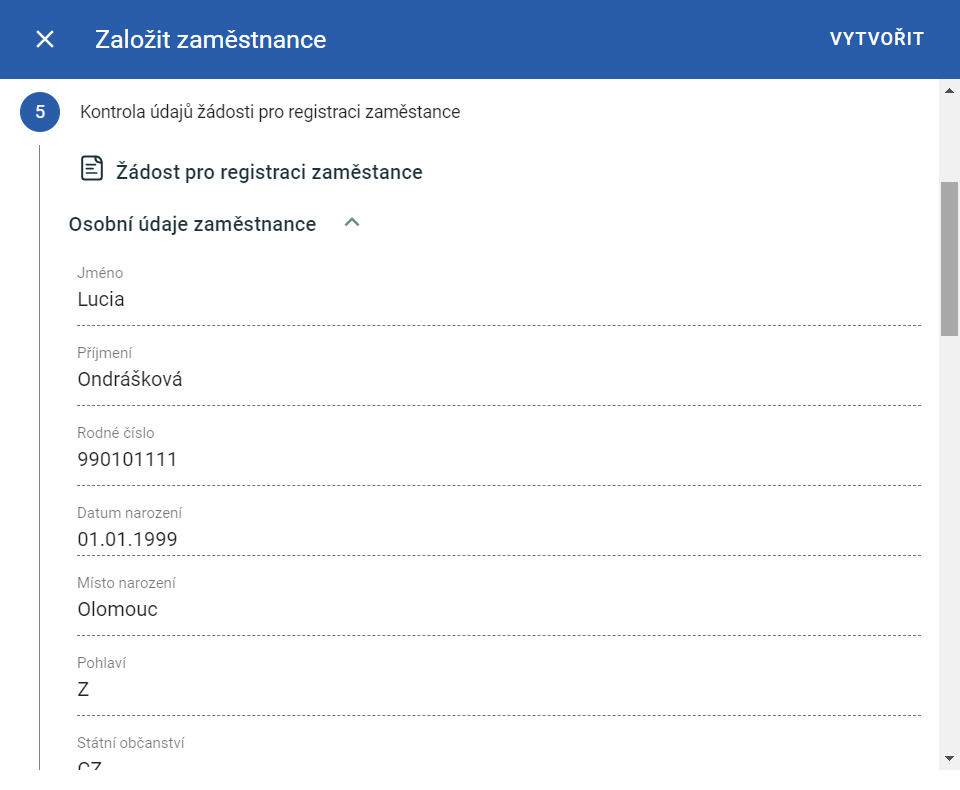 Založit zaměstnance
VYTVOŘIT
5
Kontrola údajů žádosti pro registraci zaměstance
Žádost pro registraci zaměstance
Osobní údaje zaměstnance
Jméno
Lucia
Příjmení
Ondrášková
Rodné číslo
990101111
Datum narození
01.01.1999
Místo narození
Olomouc
Pohlaví
Z
Státní občanství
CZ